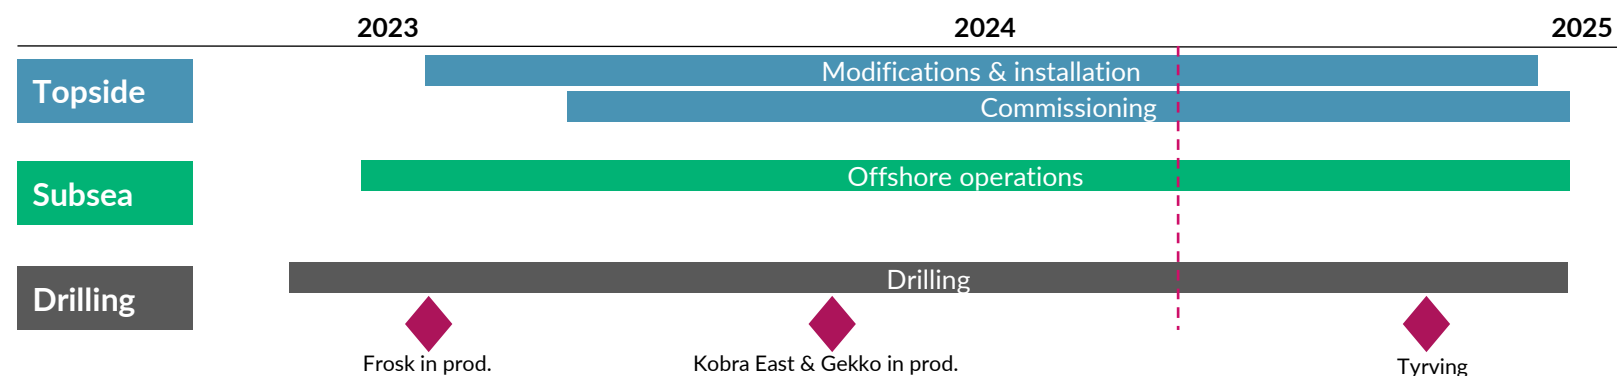 2023 2024 2025
Topside
Modifications & installation
Commissioning
Subsea
Offshore operations
Drilling
Drilling
Frosk in prod.
Kobra East & Gekko in prod.
Tyrving